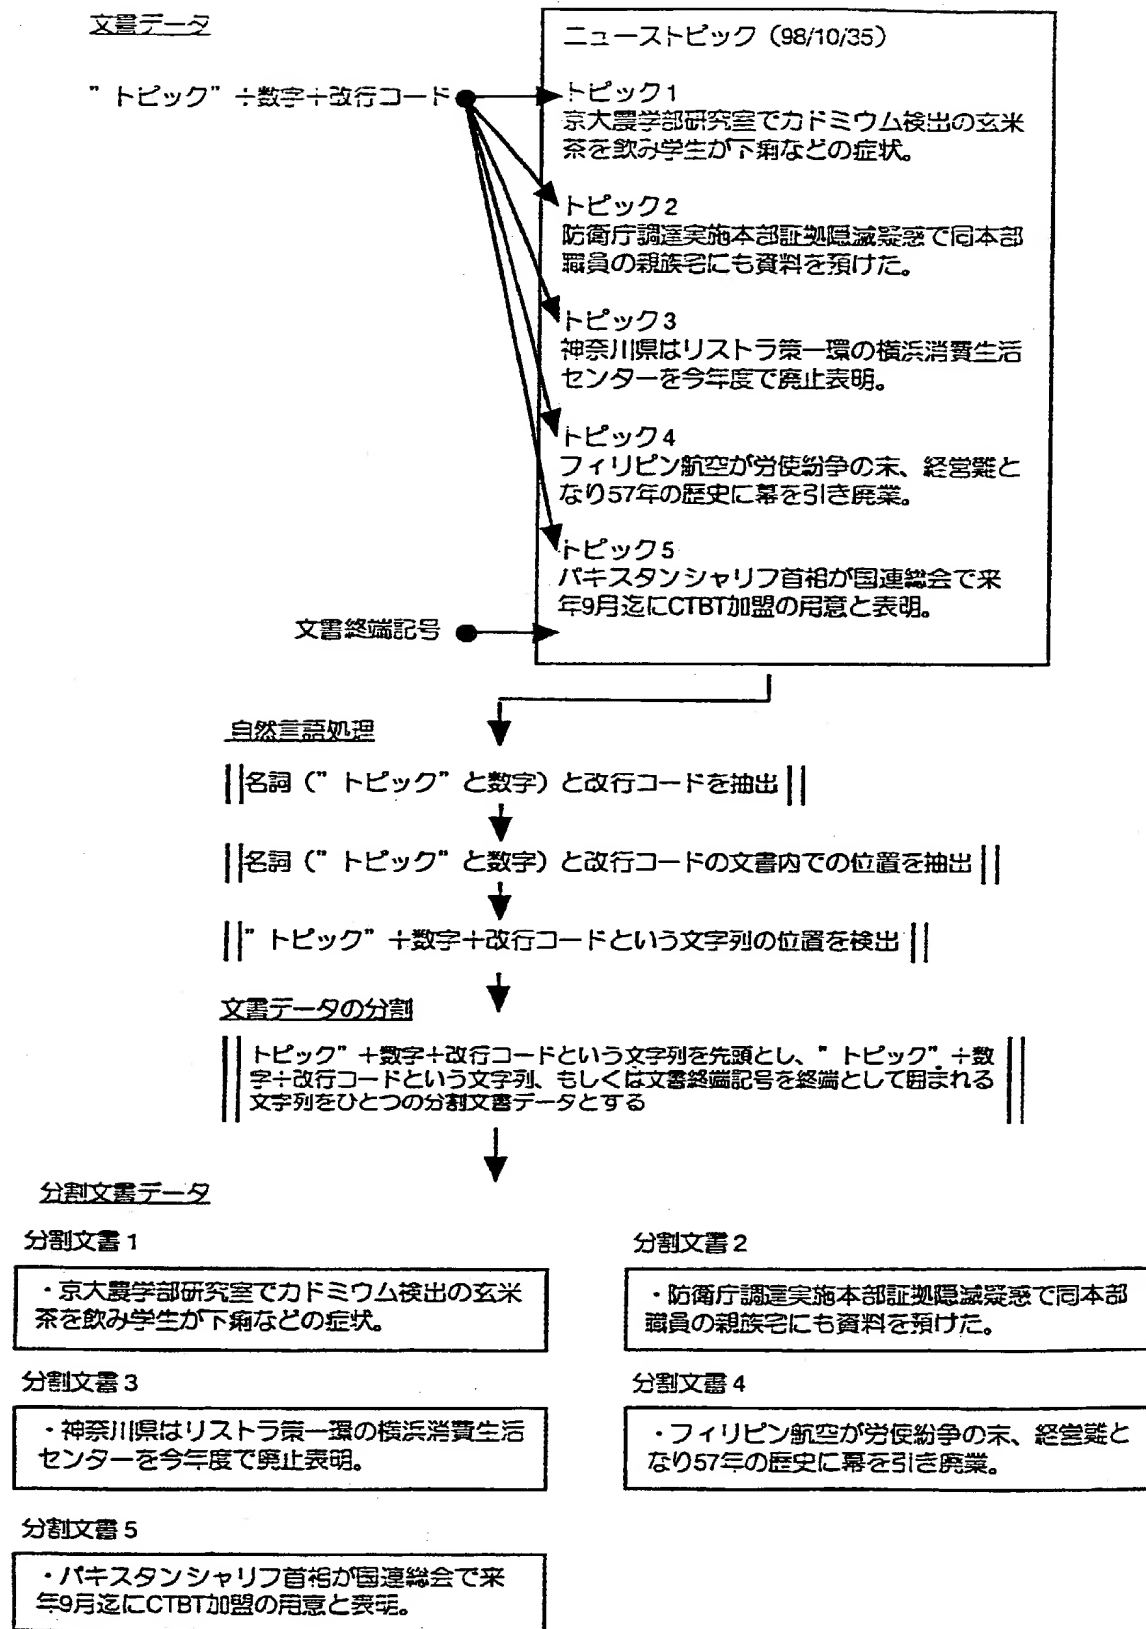 文書データ
ニューストピック（98/10/35）
”トピック”＋数字＋改行コード
トピック1
京大農学部研究室でカドミウム検出の玄米
茶を飲み学生が下痢などの症状。
トピック2
防衛庁調達実施本部証拠隠滅疑惑で同本部
職員の親族宅にも資料を預けた。
トピック3
神奈川県はリストラ策一環の横浜消費生活
センターを今年度で廃止表明。
トピック4
フィリピン航空が労使紛争の末、経営難と
なり57年の歴史に幕を引き廃業。
トピック5
パキスタンシャリフ首相が国連総会で来
年9月迄にCTBT加盟の用意と表明。
文書終端記号
自然言語処理
名詞（”トピック”と数字）と改行コードを抽出
名詞（”トピック”と数字）と改行コードの文書内での位置を抽出
”トピック”＋数字＋改行コードという文字列の位置を検出
文書データの分割
トピック”＋数字＋改行コードという文字列を先頭とし、”トピック”＋数
字＋改行コードという文字列、もしくは文書終端記号を終端として囲まれる
文字列をひとつの分割文書データとする
分割文書データ
分割文書1
・京大農学部研究室でカドミウム検出の玄米
茶を飲み学生が下痢などの症状。
分割文書2
・防衛庁調達実施本部証拠隠滅疑惑で同本部
職員の親族宅にも資料を預けた。
分割文書3
・神奈川県はリストラ策一環の横浜消費生活
センターを今年度で廃止表明。
分割文書4
・フィリピン航空が労使紛争の末、経営難と
なり57年の歴史に幕を引き廃業。
分割文書5
・パキスタンシャリフ首相が国連総会で来
年9月迄にCTBT加盟の用意と表明。